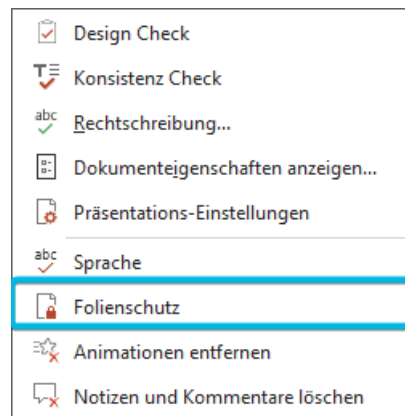 Design Check
Konsistenz Check
abc Rechtschreibung...
Dokumenteigenschaften anzeigen...
Präsentations-Einstellungen
abc Sprache
Folienschutz
Animationen entfernen
Notizen und Kommentare löschen